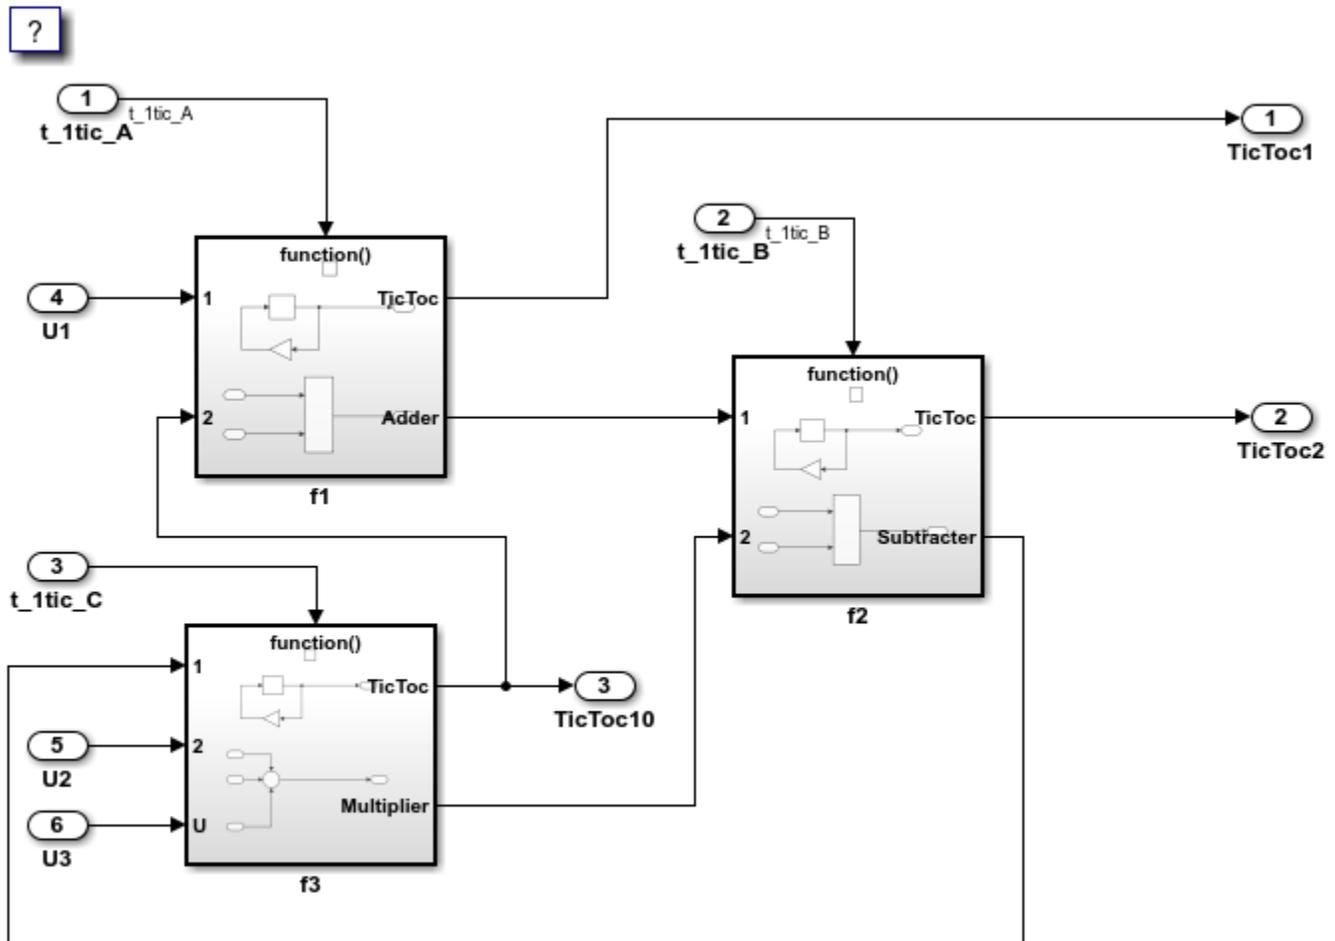 ?
1
t_1tic_A
t_1tic_A
1
TicToc1
2
t_1tic_B
t_1tic_B
function()
4
U1
1
TicToc
2
Adder
f1
function()
1
TicToc
2
TicToc2
2
Subtracter
f2
3
t_1tic_C
function()
1
TicToc
3
TicToc10
5
U2
2
6
U3
U
Multiplier
f3